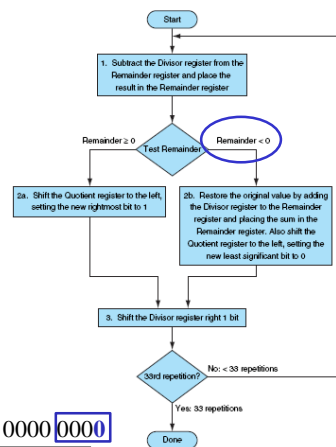 Start
1. Subtract the Divisor register from the
Remainder register and place the
result in the Remainder register
Remainder ≥ 0
Test Remainder
Remainder < 0
2a. Shift the Quotient register to the left,
setting the new rightmost bit to 1
2b. Restore the original value by adding
the Divisor register to the Remainder
register and placing the sum in the
Remainder register. Also shift the
Quotient register to the left, setting the
new least significant bit to 0
3. Shift the Divisor register right 1 bit
33rd repetition?
No: < 33 repetitions
Yes: 33 repetitions
0000 0000
Done